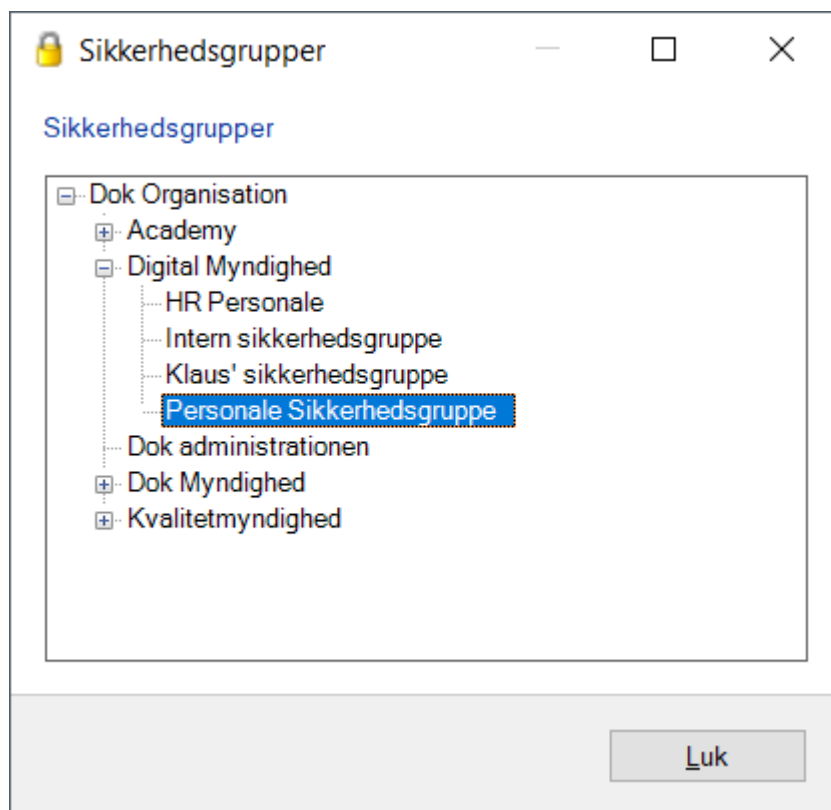 Sikkerhedsgrupper
Sikkerhedsgrupper
Dok Organisation
Academy
Digital Myndighed
HR Personale
Intern sikkerhedsgruppe
Klaus' sikkerhedsgruppe
Personale Sikkerhedsgruppe
Dok administrationen
Dok Myndighed
Kvalitetmyndighed
Luk